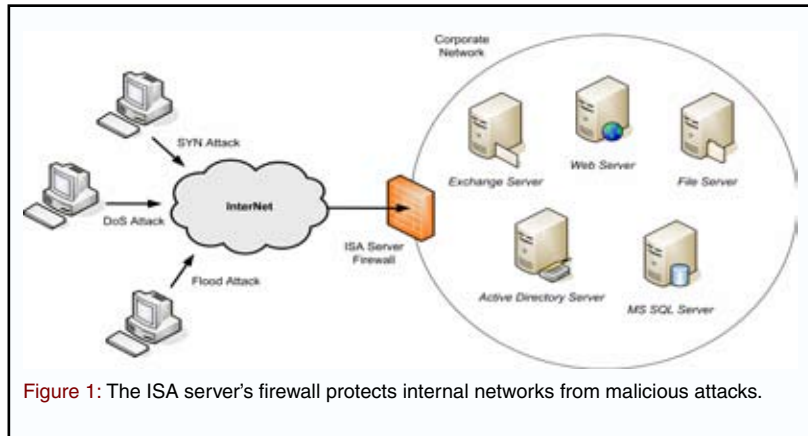 Corporate
Network
SYN Attack
DoS Attack
Flood Attack
InterNet
ISA Server
Firewall
Exchange Server
Web Server
File Server
Active Directory Server
MS SQL Server
Figure 1: The ISA server’s firewall protects internal networks from malicious attacks.